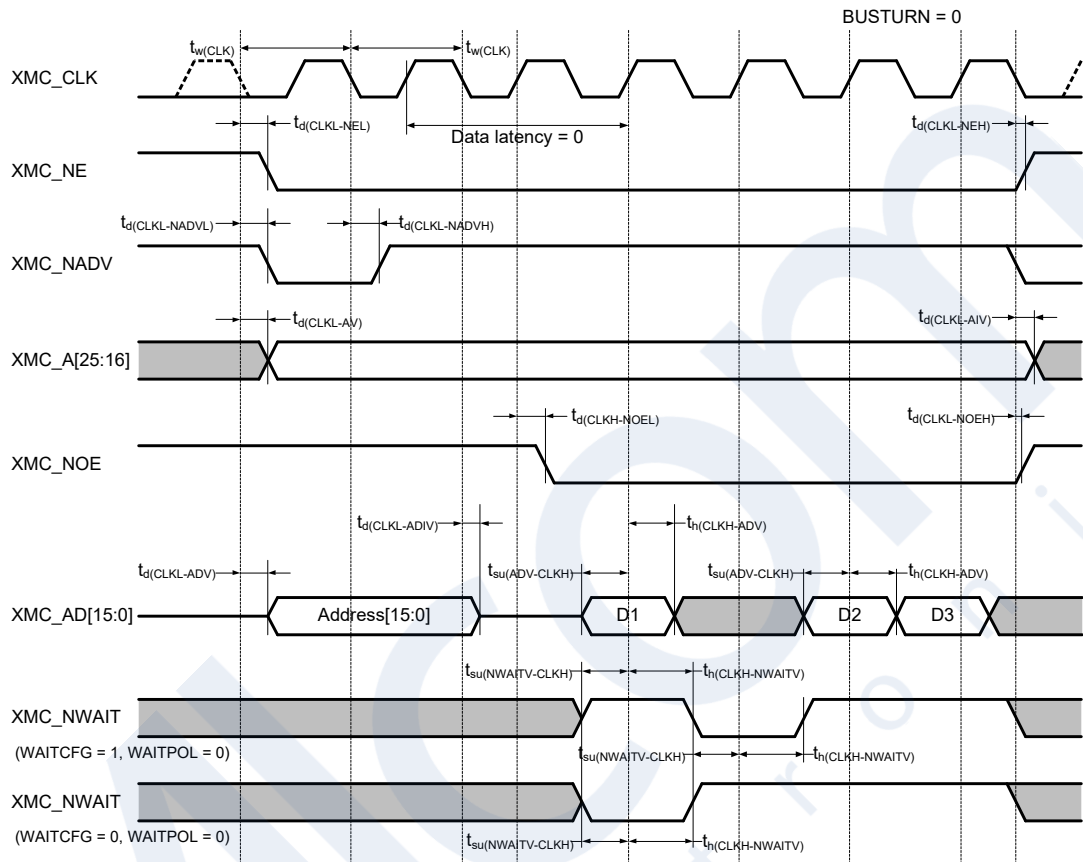 BUSTURN = 0
tw(CLK) tw(CLK)
XMC_CLK
td(CLKL-NEL) Data latency = 0 td(CLKL-NEH)
XMC_NE
td(CLKL-NADVL) td(CLKL-NADVH)
XMC_NADV
td(CLKL-AV) td(CLKL-AIV)
XMC_A[25:16]
td(CLKH-NOEL) td(CLKL-NOEH)
XMC_NOE
td(CLKL-ADIV) th(CLKH-ADV)
td(CLKL-ADV) tsu(ADV-CLKH) tsu(ADV-CLKH) th(CLKH-ADV)
XMC_AD[15:0] Address[15:0] D1 D2 D3
tsu(NWAITV-CLKH) th(CLKH-NWAITV)
XMC_NWAIT
(WAITCFG = 1, WAITPOL = 0) tsu(NWAITV-CLKH) th(CLKH-NWAITV)
XMC_NWAIT
(WAITCFG = 0, WAITPOL = 0) tsu(NWAITV-CLKH) th(CLKH-NWAITV)